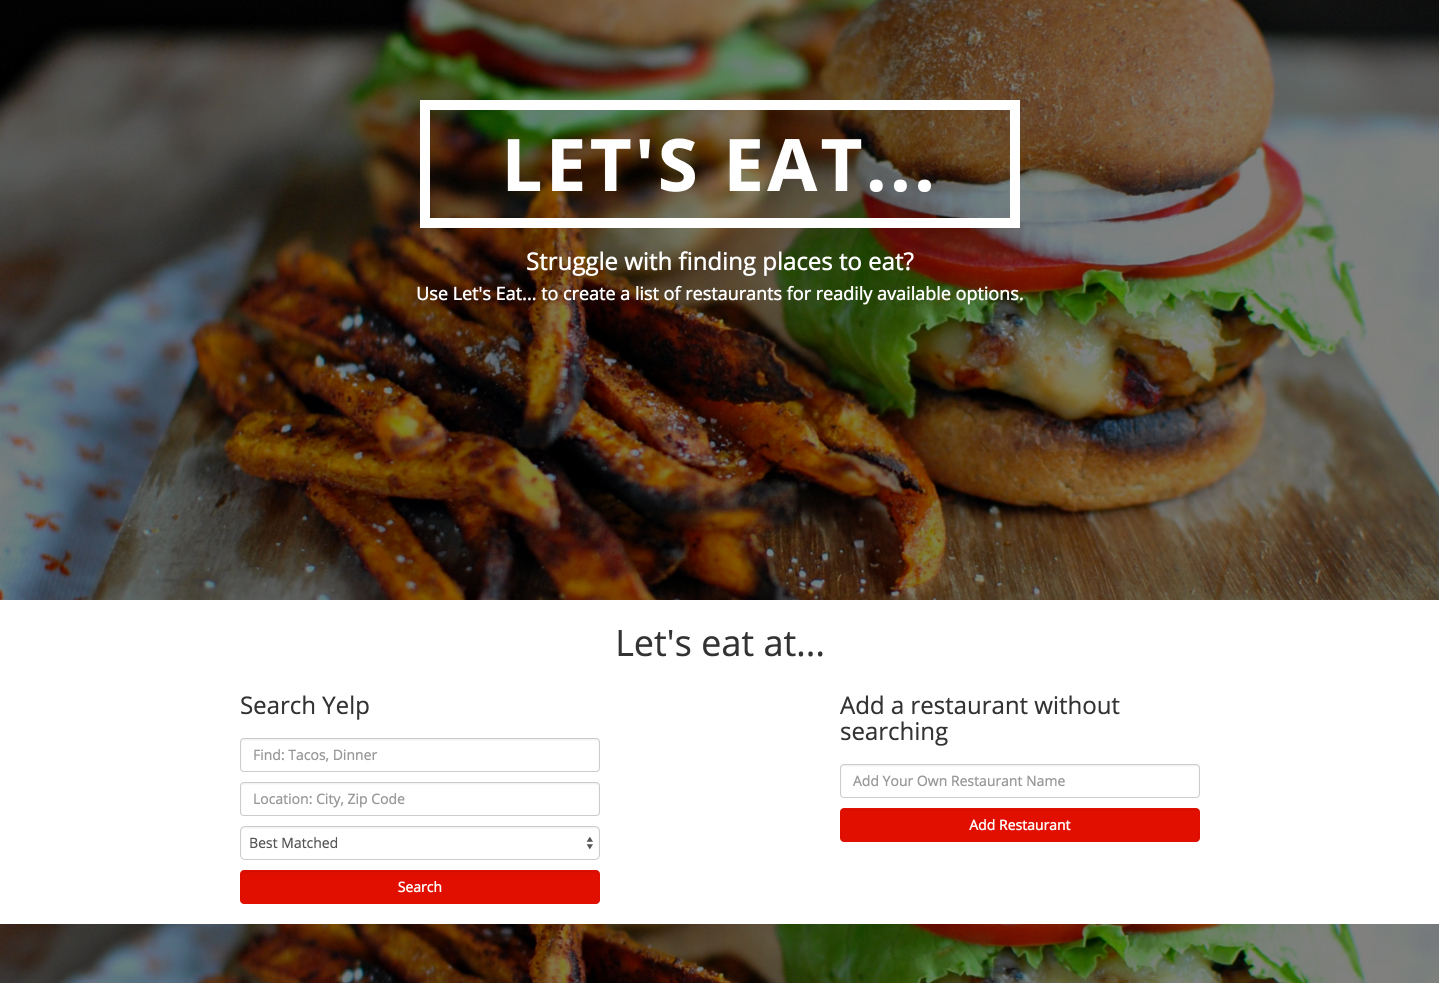 LET'S EAT...
Struggle with finding places to eat?
Use Let's Eat... to create a list of restaurants for readily available options.
Let's eat at...
Search Yelp
Find: Tacos, Dinner
Location: City, Zip Code
Best Matched
Search
Add a restaurant without
searching
Add Your Own Restaurant Name
Add Restaurant